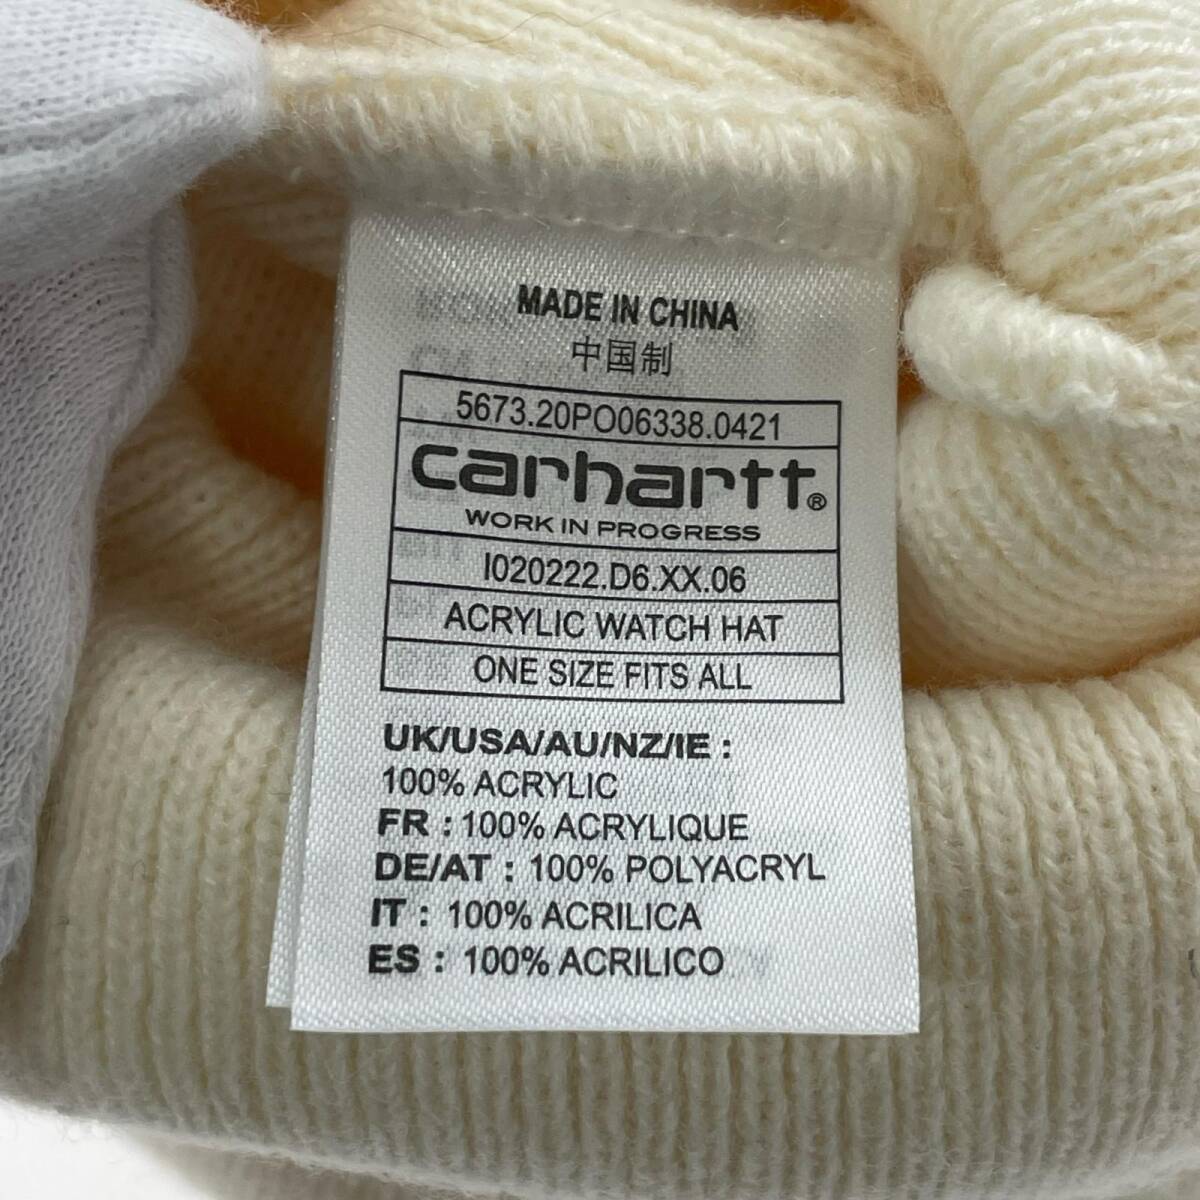 MADE IN CHINA
中国制
5673.20PO06338.0421
carhartt®
WORK IN PROGRESS
I020222.D6.XX.06
ACRYLIC WATCH HAT
ONE SIZE FITS ALL
UK/USA/AU/NZ/IE :
100% ACRYLIC
FR : 100% ACRYLIQUE
DE/AT : 100% POLYACRYL
IT : 100% ACRILICA
ES : 100% ACRILICO